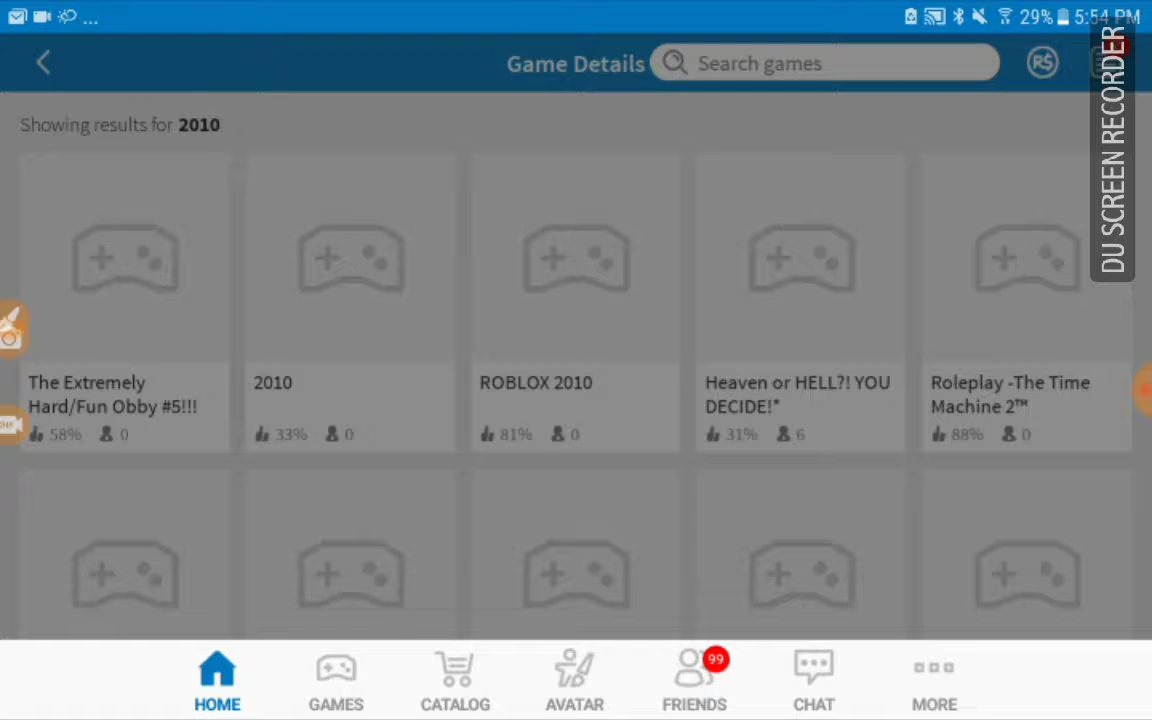 ... 29% 5:54 PM
Game Details Search games R$
DU SCREEN RECORDER
Showing results for 2010
The Extremely
Hard/Fun Obby #5!!!
58% 0
2010
33% 0
ROBLOX 2010
81% 0
Heaven or HELL?! YOU
DECIDE!*
31% 6
Roleplay -The Time
Machine 2™
88% 0
99
HOME GAMES CATALOG AVATAR FRIENDS CHAT MORE